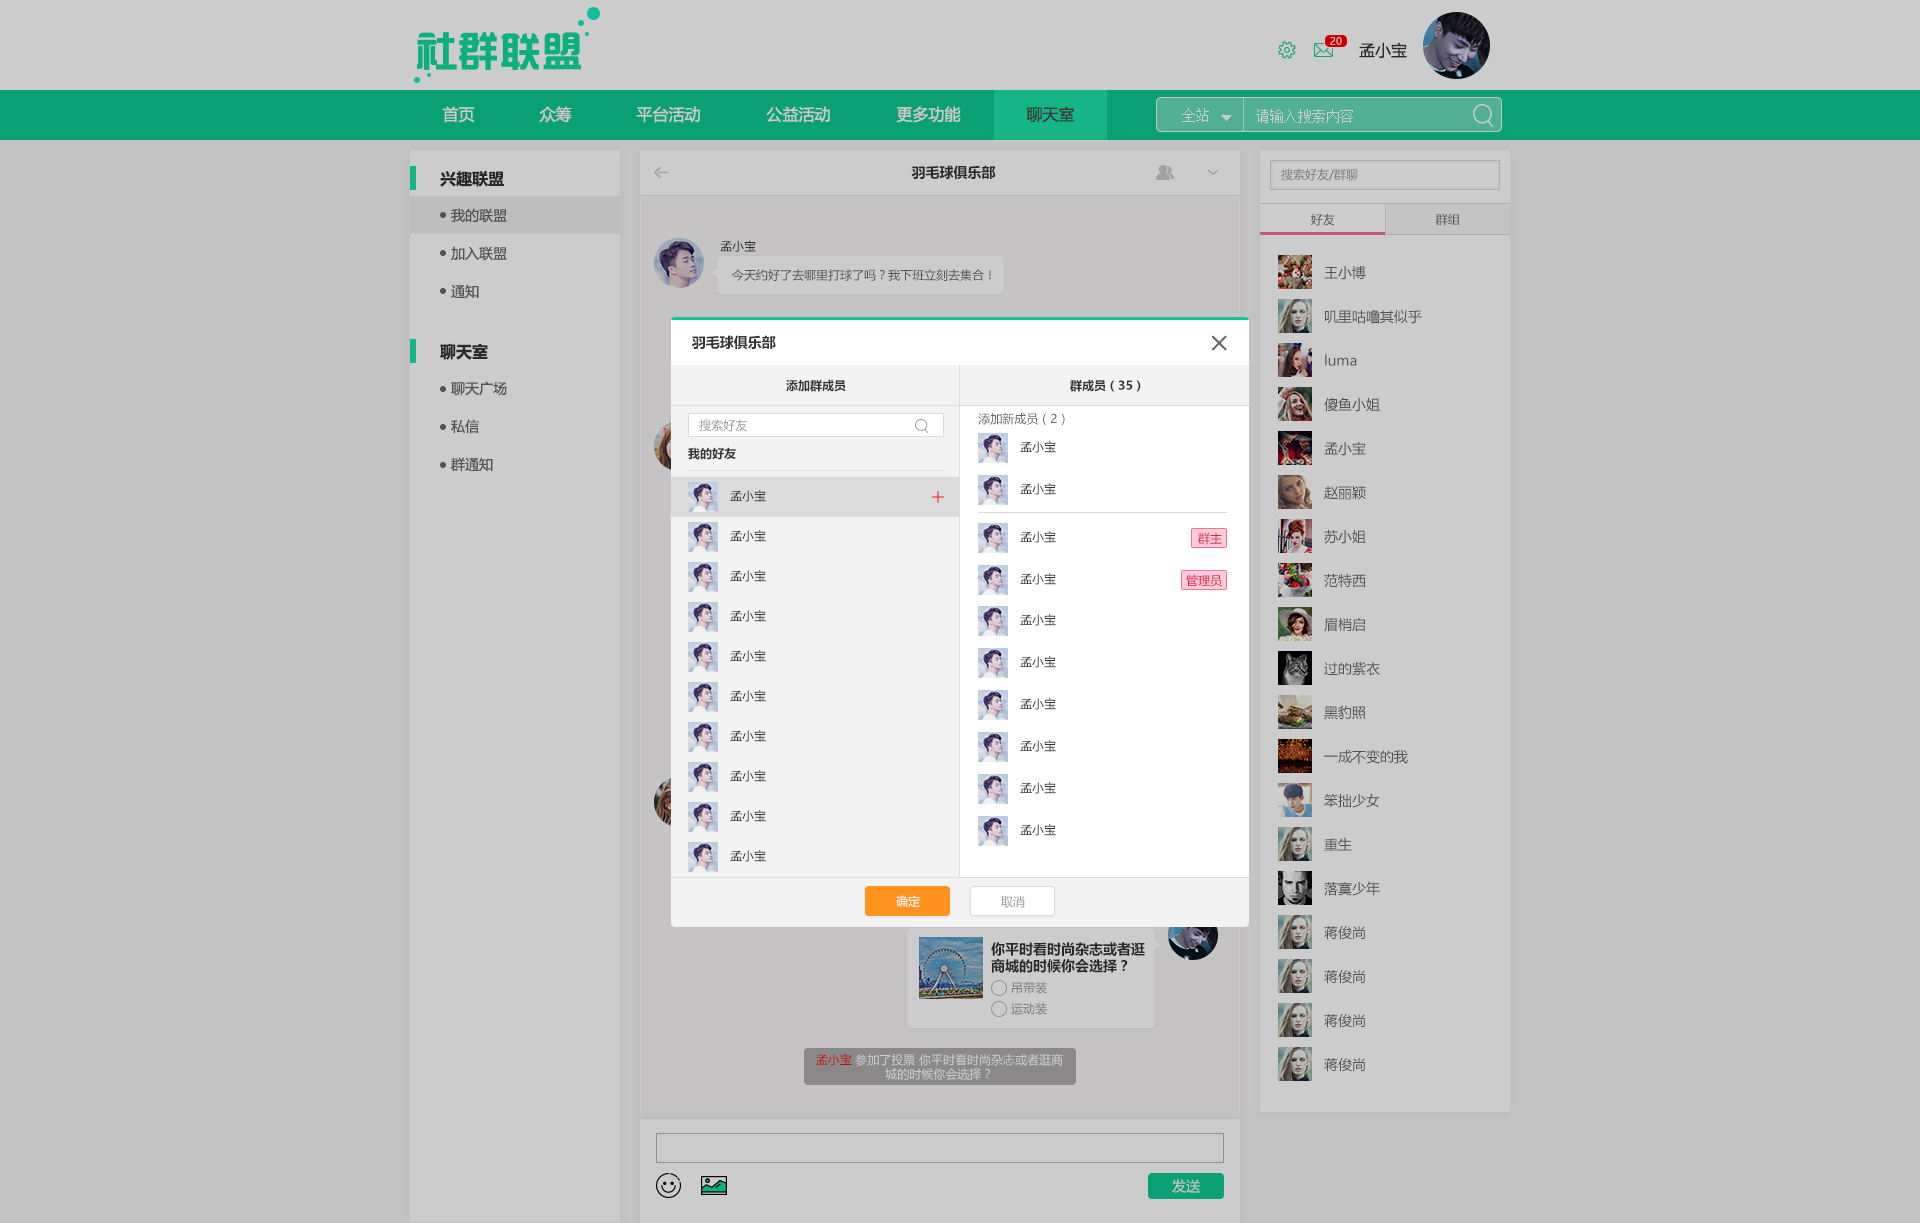 社群联盟
20
孟小宝
首页
众筹
平台活动
公益活动
更多功能
聊天室
全站
请输入搜索内容
兴趣联盟
我的联盟
加入联盟
通知
聊天室
聊天广场
私信
群通知
羽毛球俱乐部
孟小宝
今天约好了去哪里打球了吗？我下班立刻去集合！
羽毛球俱乐部
添加群成员
搜索好友
我的好友
孟小宝
孟小宝
孟小宝
孟小宝
孟小宝
孟小宝
孟小宝
孟小宝
孟小宝
孟小宝
群成员（35）
添加新成员（2）
孟小宝
孟小宝
孟小宝
群主
孟小宝
管理员
孟小宝
孟小宝
孟小宝
孟小宝
孟小宝
孟小宝
确定
取消
你平时看时尚杂志或者逛
商城的时候你会选择？
吊带装
运动装
孟小宝 参加了投票 你平时看时尚杂志或者逛商
城的时候你会选择？
发送
搜索好友/群聊
好友
群组
王小博
叽里咕噜其似乎
luma
傻鱼小姐
孟小宝
赵丽颖
苏小姐
范特西
眉梢启
过的紫衣
黑豹照
一成不变的我
笨拙少女
重生
落寞少年
蒋俊尚
蒋俊尚
蒋俊尚
蒋俊尚